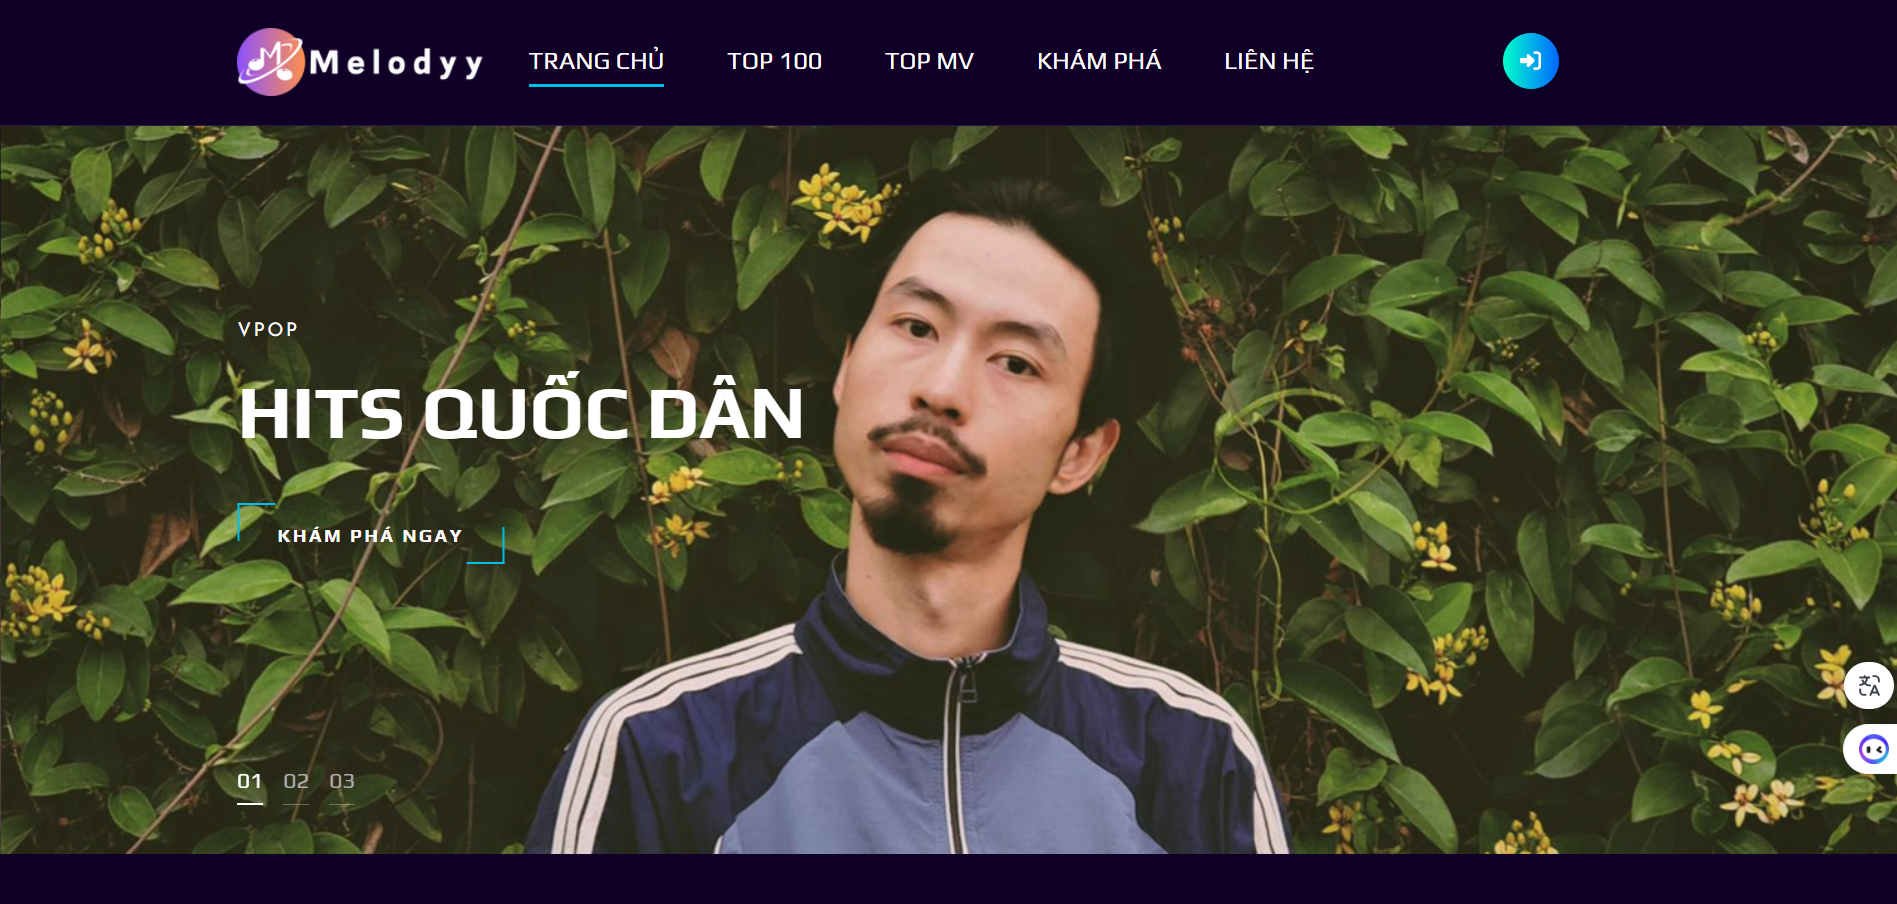 Melodyy
TRANG CHỦ
TOP 100
TOP MV
KHÁM PHÁ
LIÊN HỆ
VPOP
HITS QUỐC DÂN
KHÁM PHÁ NGAY
01 02 03